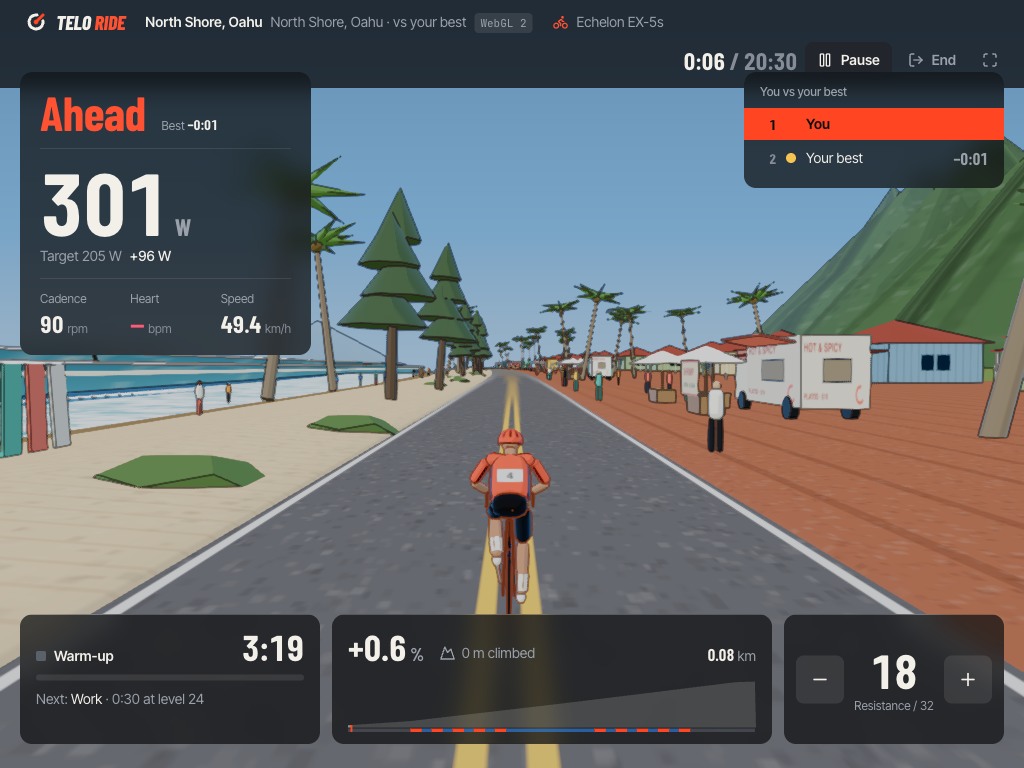 TELO RIDE North Shore, Oahu North Shore, Oahu · vs your best WebGL 2 Echelon EX-5s
0:06 / 20:30 Pause End
Ahead Best −0:01
301 W
Target 205 W +96 W
Cadence Heart Speed
90 rpm — bpm 49.4 km/h
You vs your best
1 You
2 Your best −0:01
HOT & SPICY
4
Warm-up 3:19
Next: Work · 0:30 at level 24
+0.6 % 0 m climbed 0.08 km
− 18 +
Resistance / 32